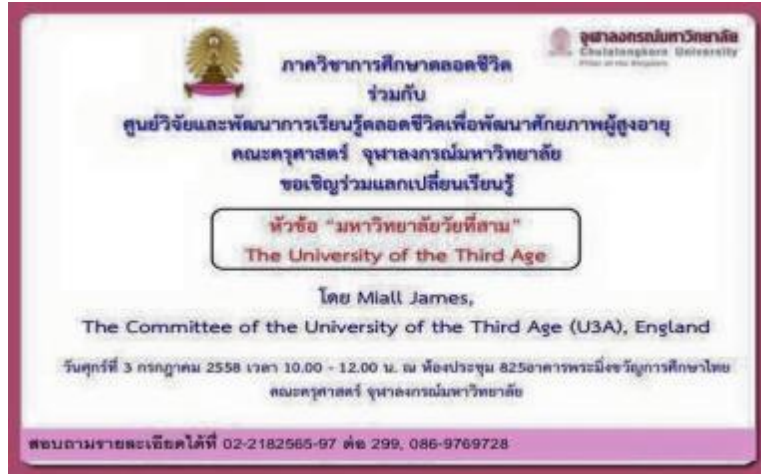 จุฬาลงกรณ์มหาวิทยาลัย
Chulalongkorn University
Pillar of the Kingdom
ภาควิชาการศึกษาตลอดชีวิต
ร่วมกับ
ศูนย์วิจัยและพัฒนาการเรียนรู้ตลอดชีวิตเพื่อพัฒนาศักยภาพผู้สูงอายุ
คณะครุศาสตร์ จุฬาลงกรณ์มหาวิทยาลัย
ขอเชิญร่วมแลกเปลี่ยนเรียนรู้
หัวข้อ "มหาวิทยาลัยวัยที่สาม"
The University of the Third Age
โดย Miall James,
The Committee of the University of the Third Age (U3A), England
วันศุกร์ที่ 3 กรกฎาคม 2558 เวลา 10.00 - 12.00 น. ณ ห้องประชุม 825อาคารพระมิ่งขวัญการศึกษาไทย
คณะครุศาสตร์ จุฬาลงกรณ์มหาวิทยาลัย
สอบถามรายละเอียดได้ที่ 02-2182565-97 ต่อ 299, 086-9769728